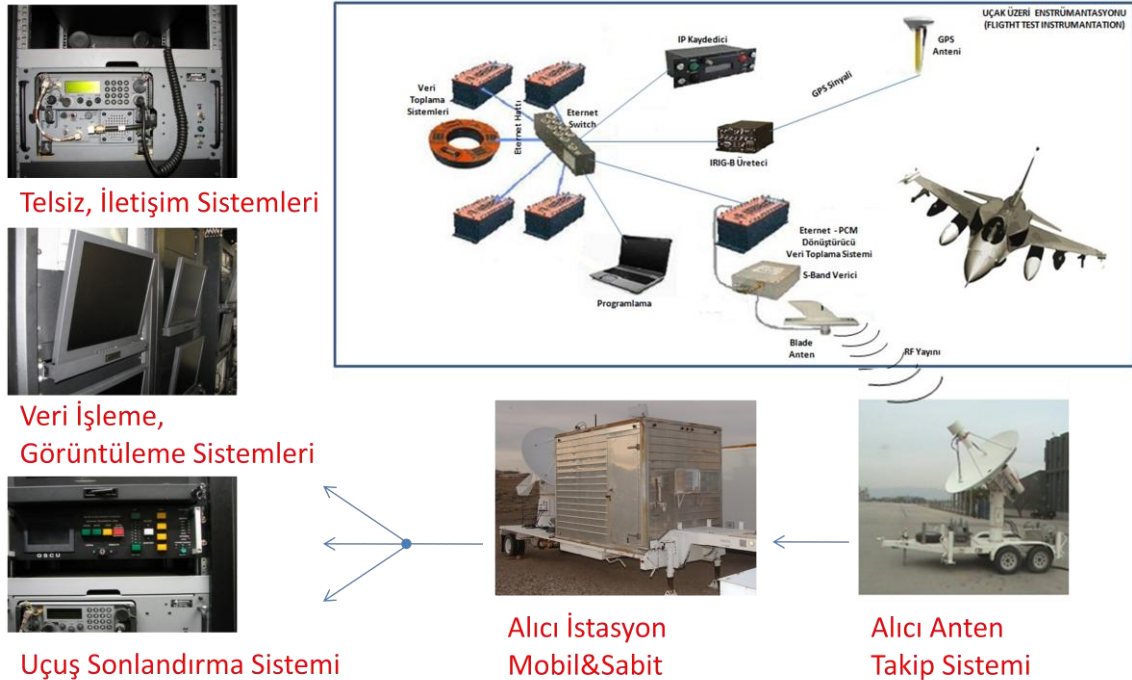 UÇAK ÜZERİ ENSTRÜMANTASYONU
(FLIGTHT TEST INSTRUMANTATION)
IP Kaydedici
GPS
Anteni
Veri
Toplama
Sistemleri
Eternet Hattı
Eternet
Switch
GPS Sinyali
IRIG-B Üreteci
Eternet - PCM
Dönüştürücü
Veri Toplama Sistemi
S-Band Verici
Programlama
Blade
Anten
RF Yayını
Telsiz, İletişim Sistemleri
Veri İşleme,
Görüntüleme Sistemleri
GSCU
Uçuş Sonlandırma Sistemi
Alıcı İstasyon
Mobil&Sabit
Alıcı Anten
Takip Sistemi